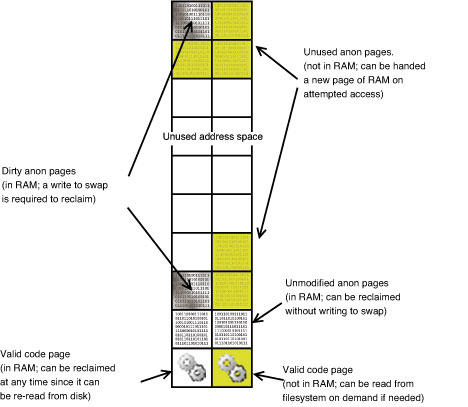 Unused anon pages.
(not in RAM; can be handed
a new page of RAM on
attempted access)
Unused address space
Dirty anon pages
(in RAM; a write to swap
is required to reclaim)
Unmodified anon pages
(in RAM; can be reclaimed
without writing to swap)
Valid code page
(in RAM; can be reclaimed
at any time since it can
be re-read from disk)
Valid code page
(not in RAM; can be read from
filesystem on demand if needed)